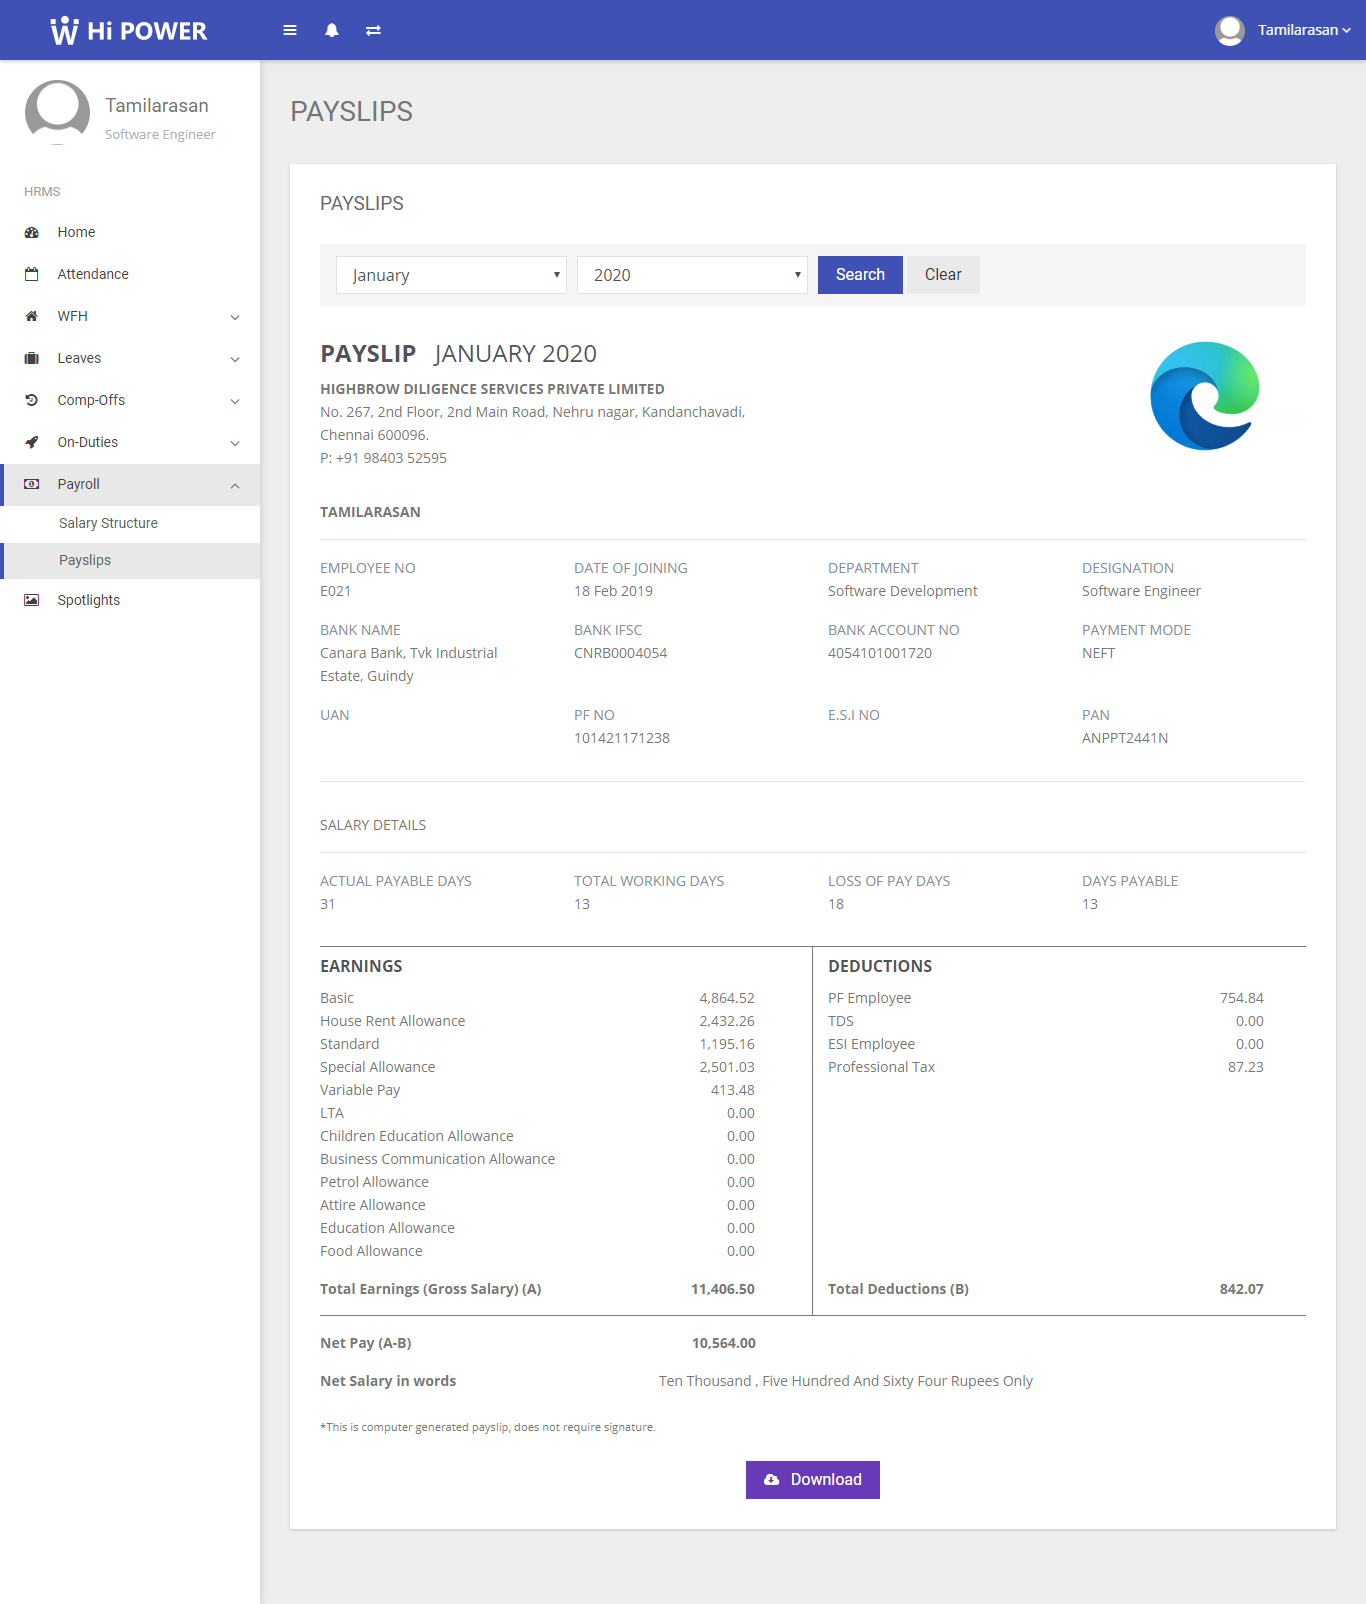 Hi POWER
Tamilarasan
Tamilarasan
Software Engineer
HRMS
Home
Attendance
WFH
Leaves
Comp-Offs
On-Duties
Payroll
Salary Structure
Payslips
Spotlights
PAYSLIPS
PAYSLIPS
January 2020 Search Clear
PAYSLIP JANUARY 2020
HIGHBROW DILIGENCE SERVICES PRIVATE LIMITED
No. 267, 2nd Floor, 2nd Main Road, Nehru nagar, Kandanchavadi,
Chennai 600096.
P: +91 98403 52595
TAMILARASAN
EMPLOYEE NO DATE OF JOINING DEPARTMENT DESIGNATION
E021 18 Feb 2019 Software Development Software Engineer
BANK NAME BANK IFSC BANK ACCOUNT NO PAYMENT MODE
Canara Bank, Tvk Industrial CNRB0004054 4054101001720 NEFT
Estate, Guindy
UAN PF NO E.S.I NO PAN
101421171238 ANPPT2441N
SALARY DETAILS
ACTUAL PAYABLE DAYS TOTAL WORKING DAYS LOSS OF PAY DAYS DAYS PAYABLE
31 13 18 13
EARNINGS
Basic 4,864.52
House Rent Allowance 2,432.26
Standard 1,195.16
Special Allowance 2,501.03
Variable Pay 413.48
LTA 0.00
Children Education Allowance 0.00
Business Communication Allowance 0.00
Petrol Allowance 0.00
Attire Allowance 0.00
Education Allowance 0.00
Food Allowance 0.00
Total Earnings (Gross Salary) (A) 11,406.50
DEDUCTIONS
PF Employee 754.84
TDS 0.00
ESI Employee 0.00
Professional Tax 87.23
Total Deductions (B) 842.07
Net Pay (A-B) 10,564.00
Net Salary in words Ten Thousand , Five Hundred And Sixty Four Rupees Only
*This is computer generated payslip, does not require signature.
Download